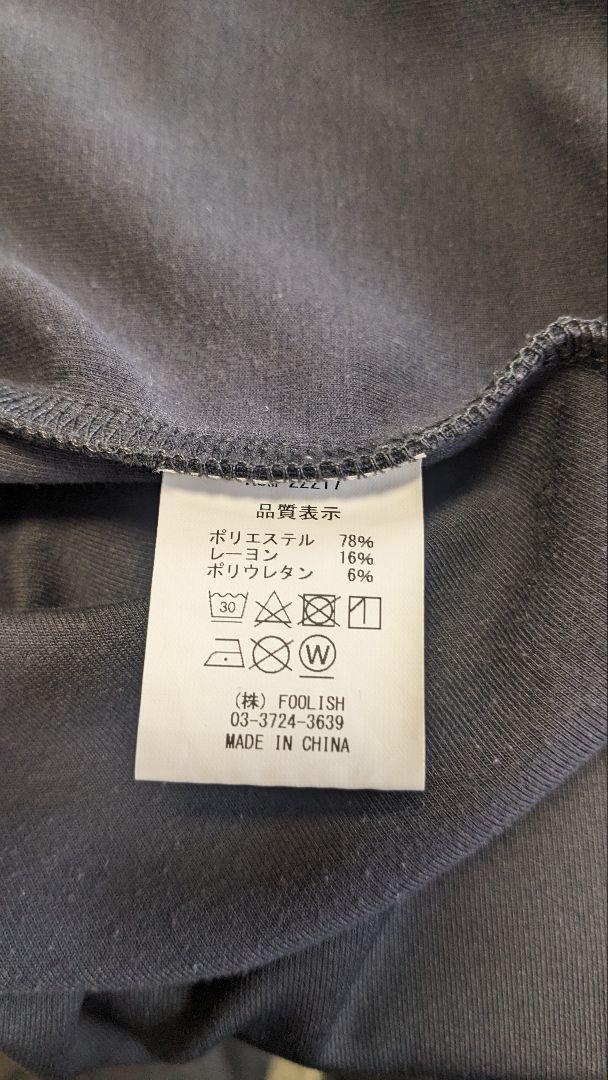 品質表示
ポリエステル 78%
レーヨン 16%
ポリウレタン 6%
30
W
(株) FOOLISH
03-3724-3639
MADE IN CHINA